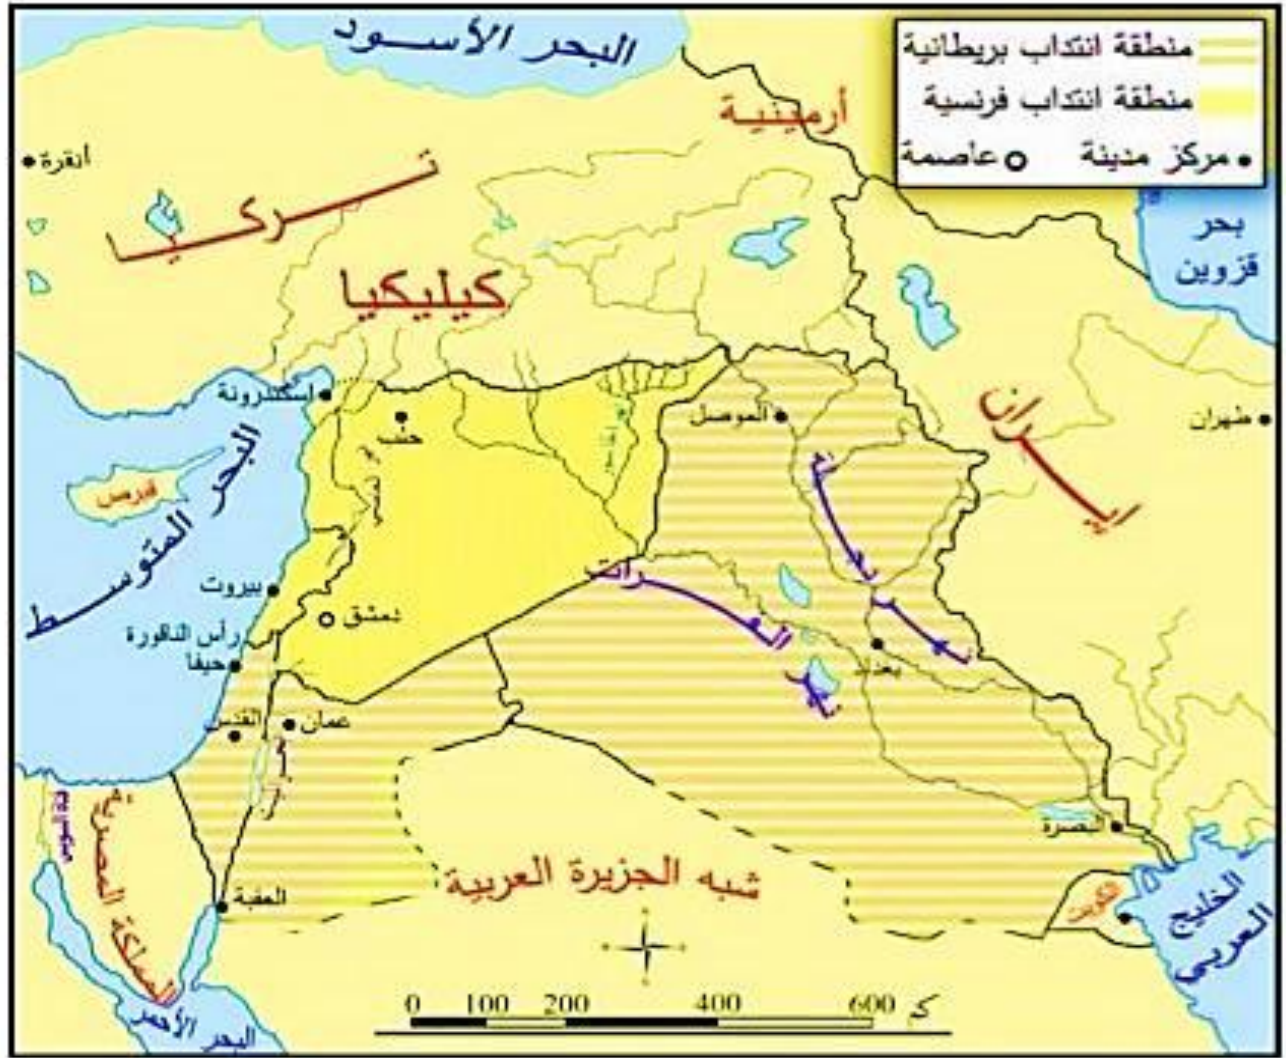 البحر الأسود
منطقة انتداب بريطانية
منطقة انتداب فرنسية
مركز مدينة
عاصمة
أرمينية
أنقرة
تركيا
بحر
قزوين
كيليكيا
إسكندرونة
حلب
الموصل
طهران
إيران
البحر المتوسط
قبرص
نهر
الفرات
نهر
بيروت
دمشق
رأس الناقورة
حيفا
بغداد
القدس
عمان
المملكة المصرية
البصرة
شبه الجزيرة العربية
العقبة
الكويت
الخليج
العربي
البحر الأحمر
0 100 200 400 600 كم